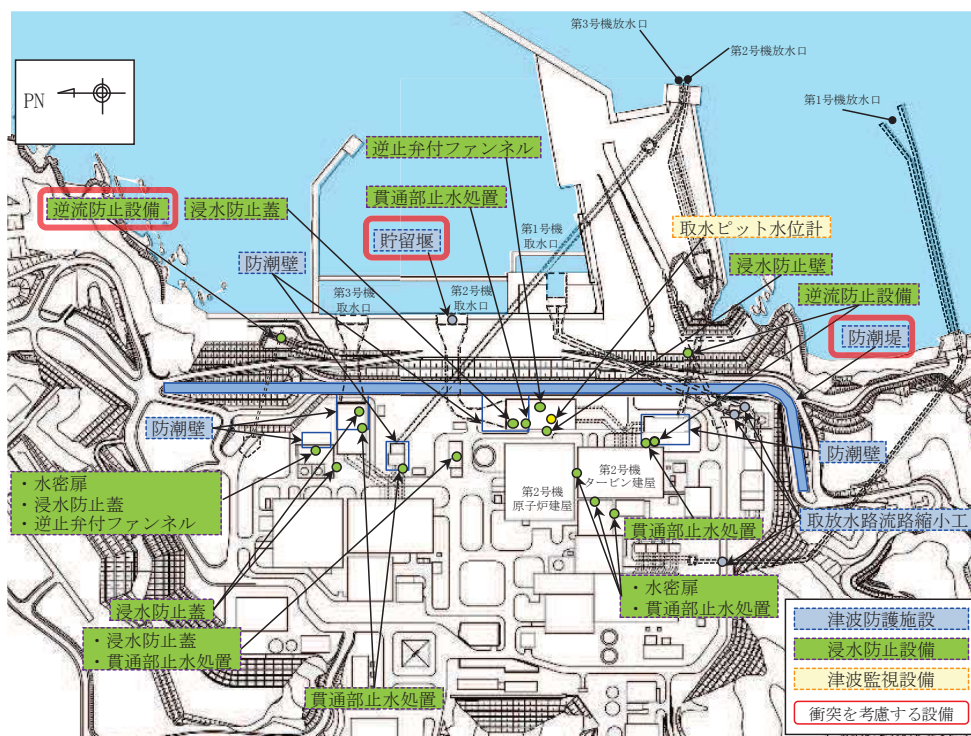 第3号機放水口
第2号機放水口
PN
第1号機放水口
逆止弁付ファンネル
貫通部止水処置
逆流防止設備
浸水防止蓋
貯留堰
第1号機
取水口
取水ピット水位計
防潮壁
浸水防止壁
第3号機
取水口
第2号機
取水口
逆流防止設備
防潮堤
防潮壁
防潮壁
第2号機
タービン建屋
第2号機
原子炉建屋
・水密扉
・浸水防止蓋
・逆止弁付ファンネル
取放水路流路縮小工
貫通部止水処置
・水密扉
・貫通部止水処置
浸水防止蓋
・浸水防止蓋
・貫通部止水処置
貫通部止水処置
津波防護施設
浸水防止設備
津波監視設備
衝突を考慮する設備